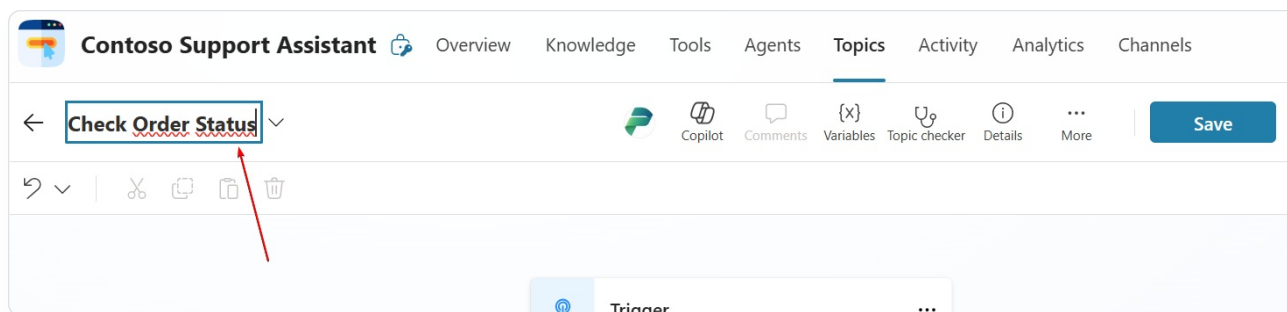 Contoso Support Assistant Overview Knowledge Tools Agents Topics Activity Analytics Channels
Check Order Status
Copilot Comments {x} Variables Topic checker Details More Save
Trigger